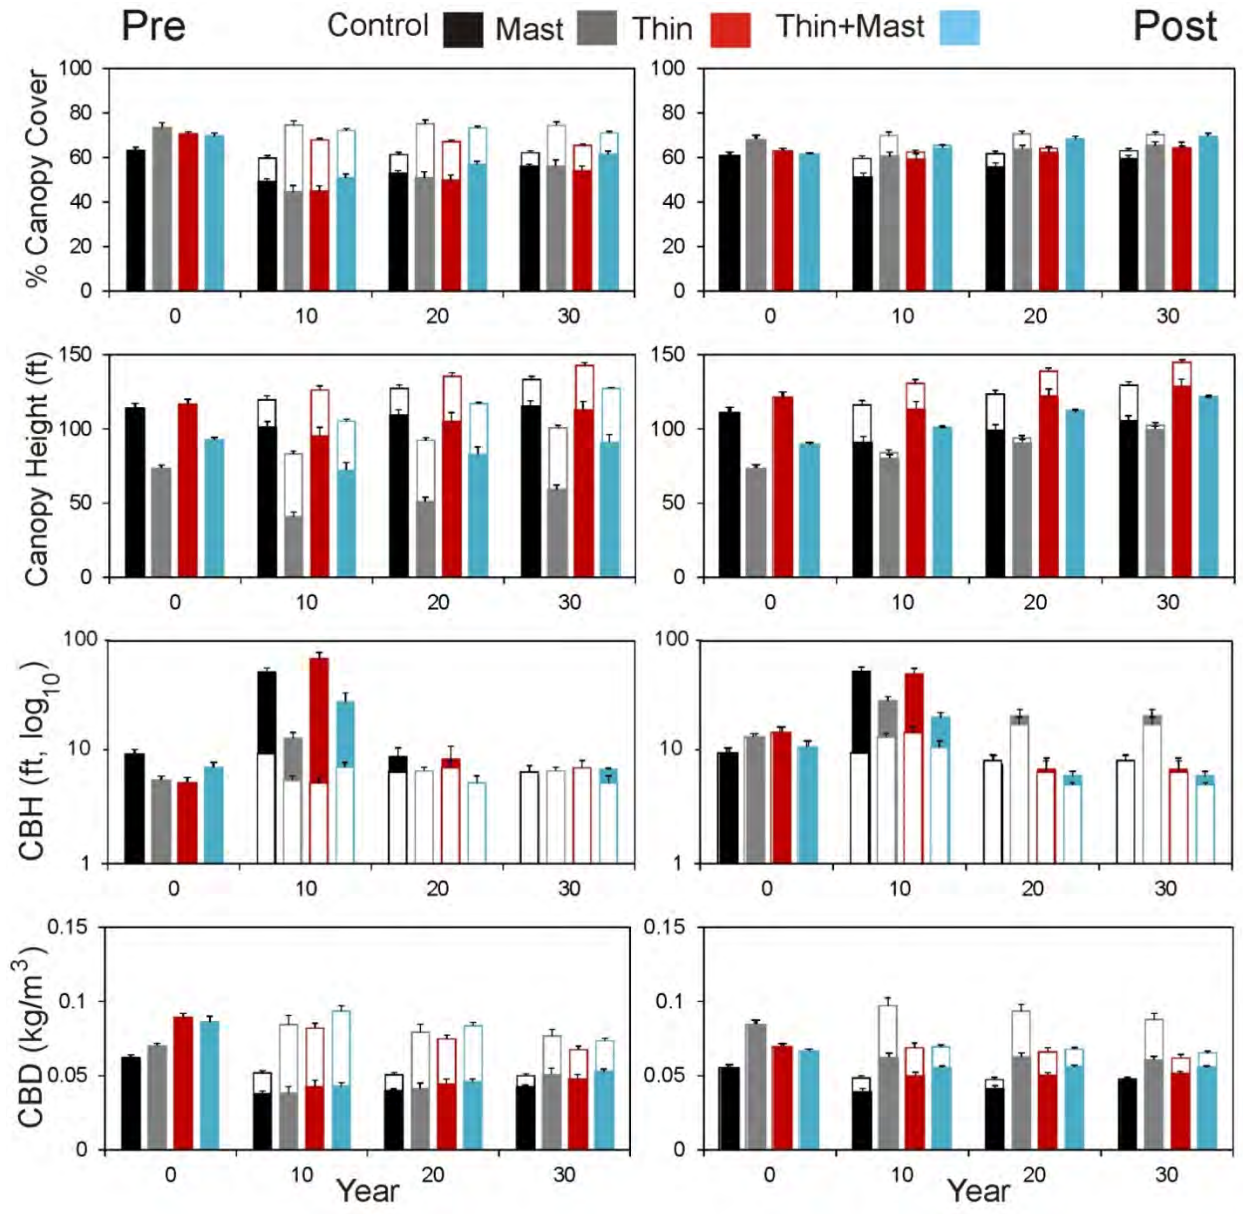 Pre Control Mast Thin Thin+Mast Post
% Canopy Cover
100 100
80 80
60 60
40 40
20 20
0 0
0 10 20 30 0 10 20 30
Canopy Height (ft)
150 150
100 100
50 50
0 0
0 10 20 30 0 10 20 30
CBH (ft, log10)
100 100
10 10
1 1
0 10 20 30 0 10 20 30
CBD (kg/m3)
0.15 0.15
0.1 0.1
0.05 0.05
0 0
0 10 20 30 0 10 20 30
Year Year